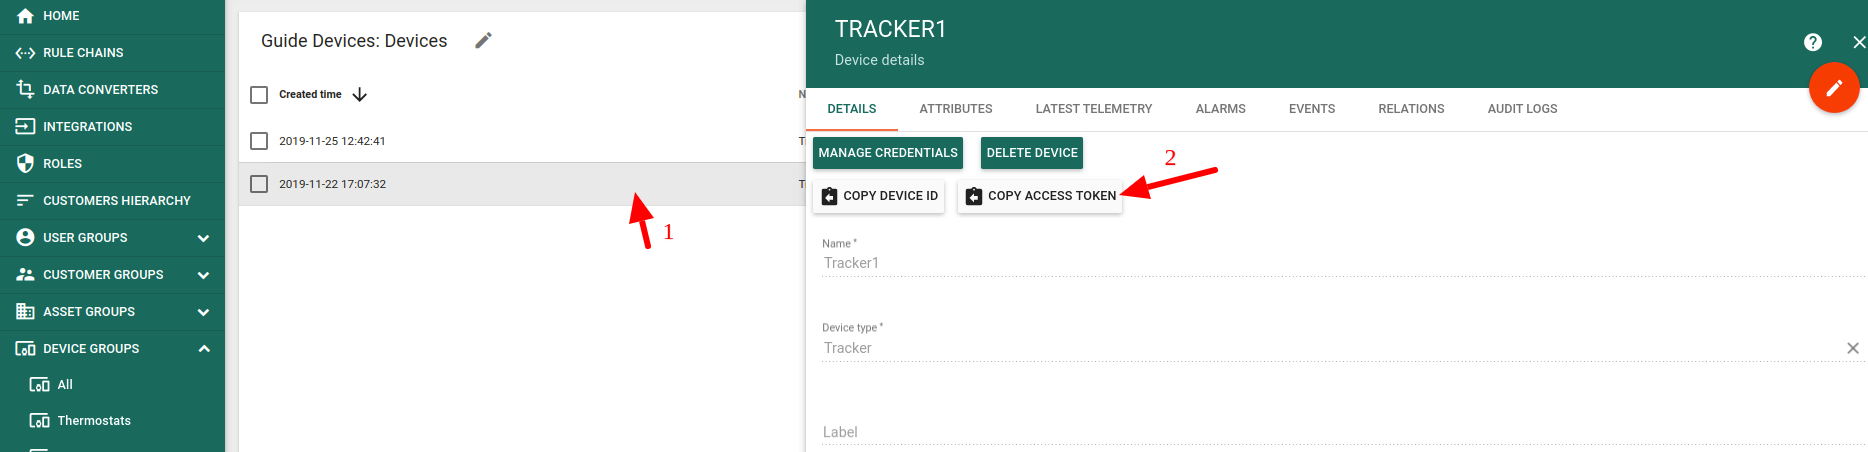 HOME
RULE CHAINS
DATA CONVERTERS
INTEGRATIONS
ROLES
CUSTOMERS HIERARCHY
USER GROUPS
CUSTOMER GROUPS
ASSET GROUPS
DEVICE GROUPS
All
Thermostats
Guide Devices: Devices
Created time
2019-11-25 12:42:41
2019-11-22 17:07:32
1
TRACKER1
Device details
DETAILS ATTRIBUTES LATEST TELEMETRY ALARMS EVENTS RELATIONS AUDIT LOGS
MANAGE CREDENTIALS DELETE DEVICE
2
COPY DEVICE ID COPY ACCESS TOKEN
Name *
Tracker1
Device type *
Tracker
Label